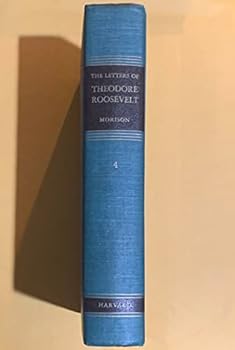 THE LETTERS OF
THEODORE
ROOSEVELT
MORISON
4
HARVARD